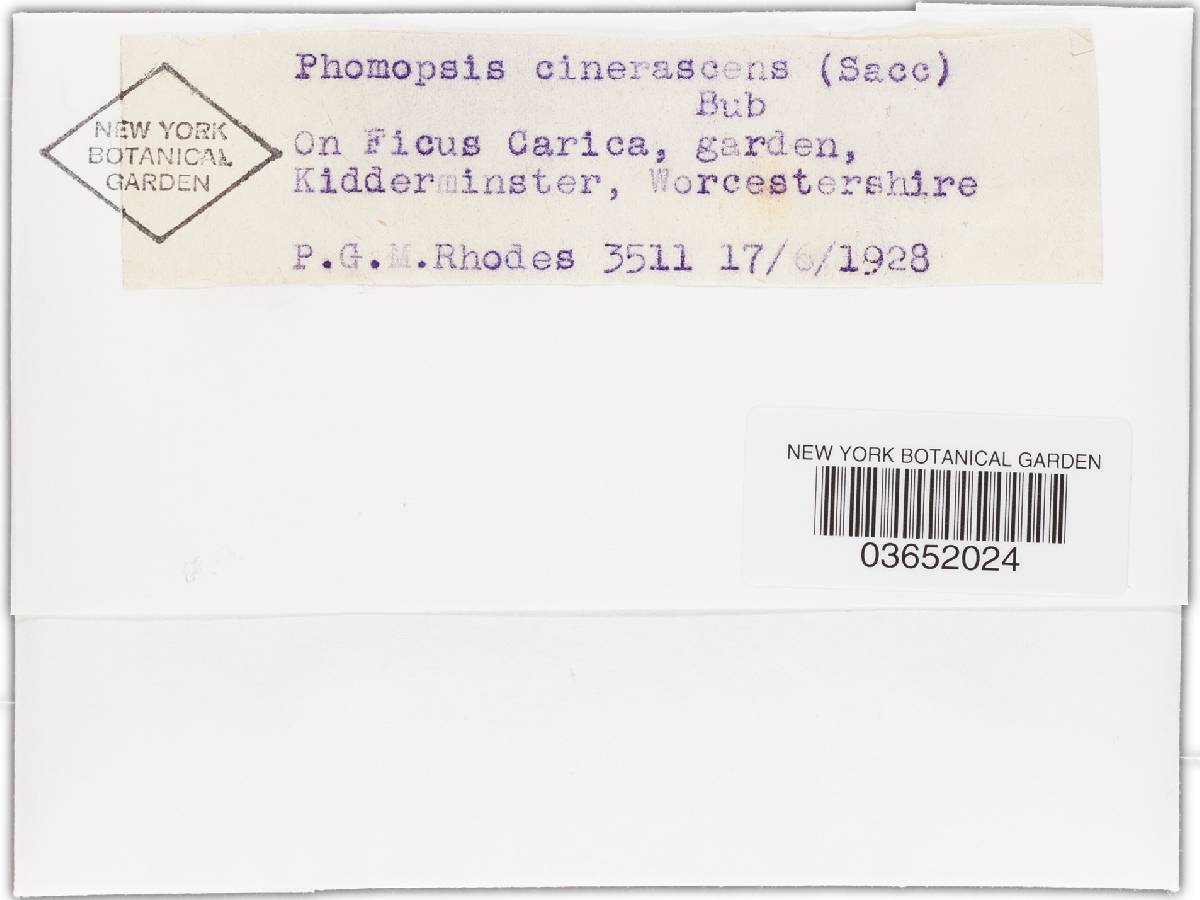 Phomopsis cinerascens (Sacc)
Bub
On Ficus Carica, garden,
Kidderminster, Worcestershire
P.G.M.Rhodes 3511 17/6/1928
NEW YORK
BOTANICAL
GARDEN
NEW YORK BOTANICAL GARDEN
03652024